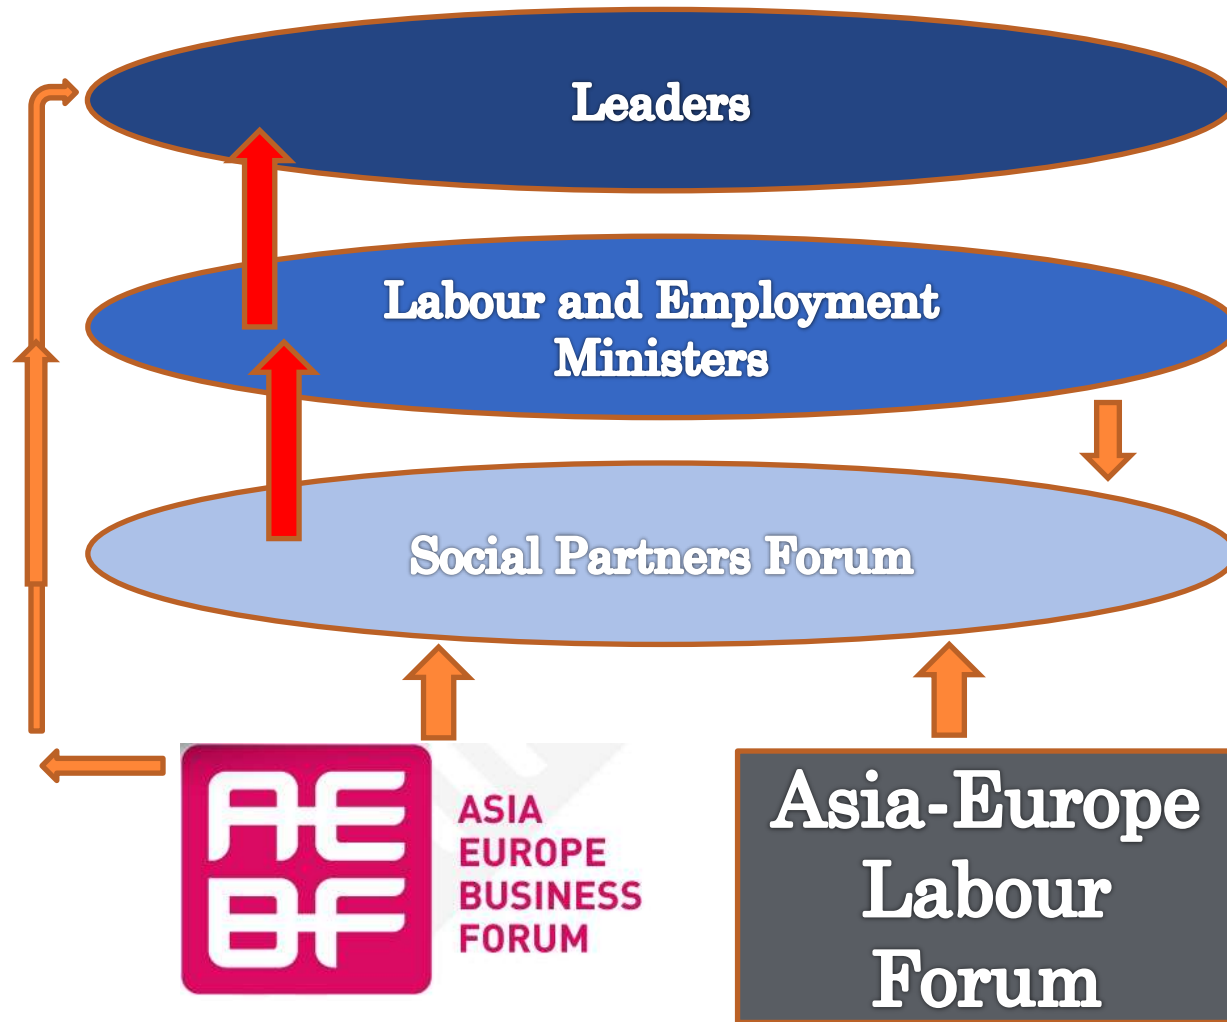 Leaders
Labour and Employment
Ministers
Social Partners Forum
AE
BF
ASIA
EUROPE
BUSINESS
FORUM
Asia-Europe
Labour
Forum